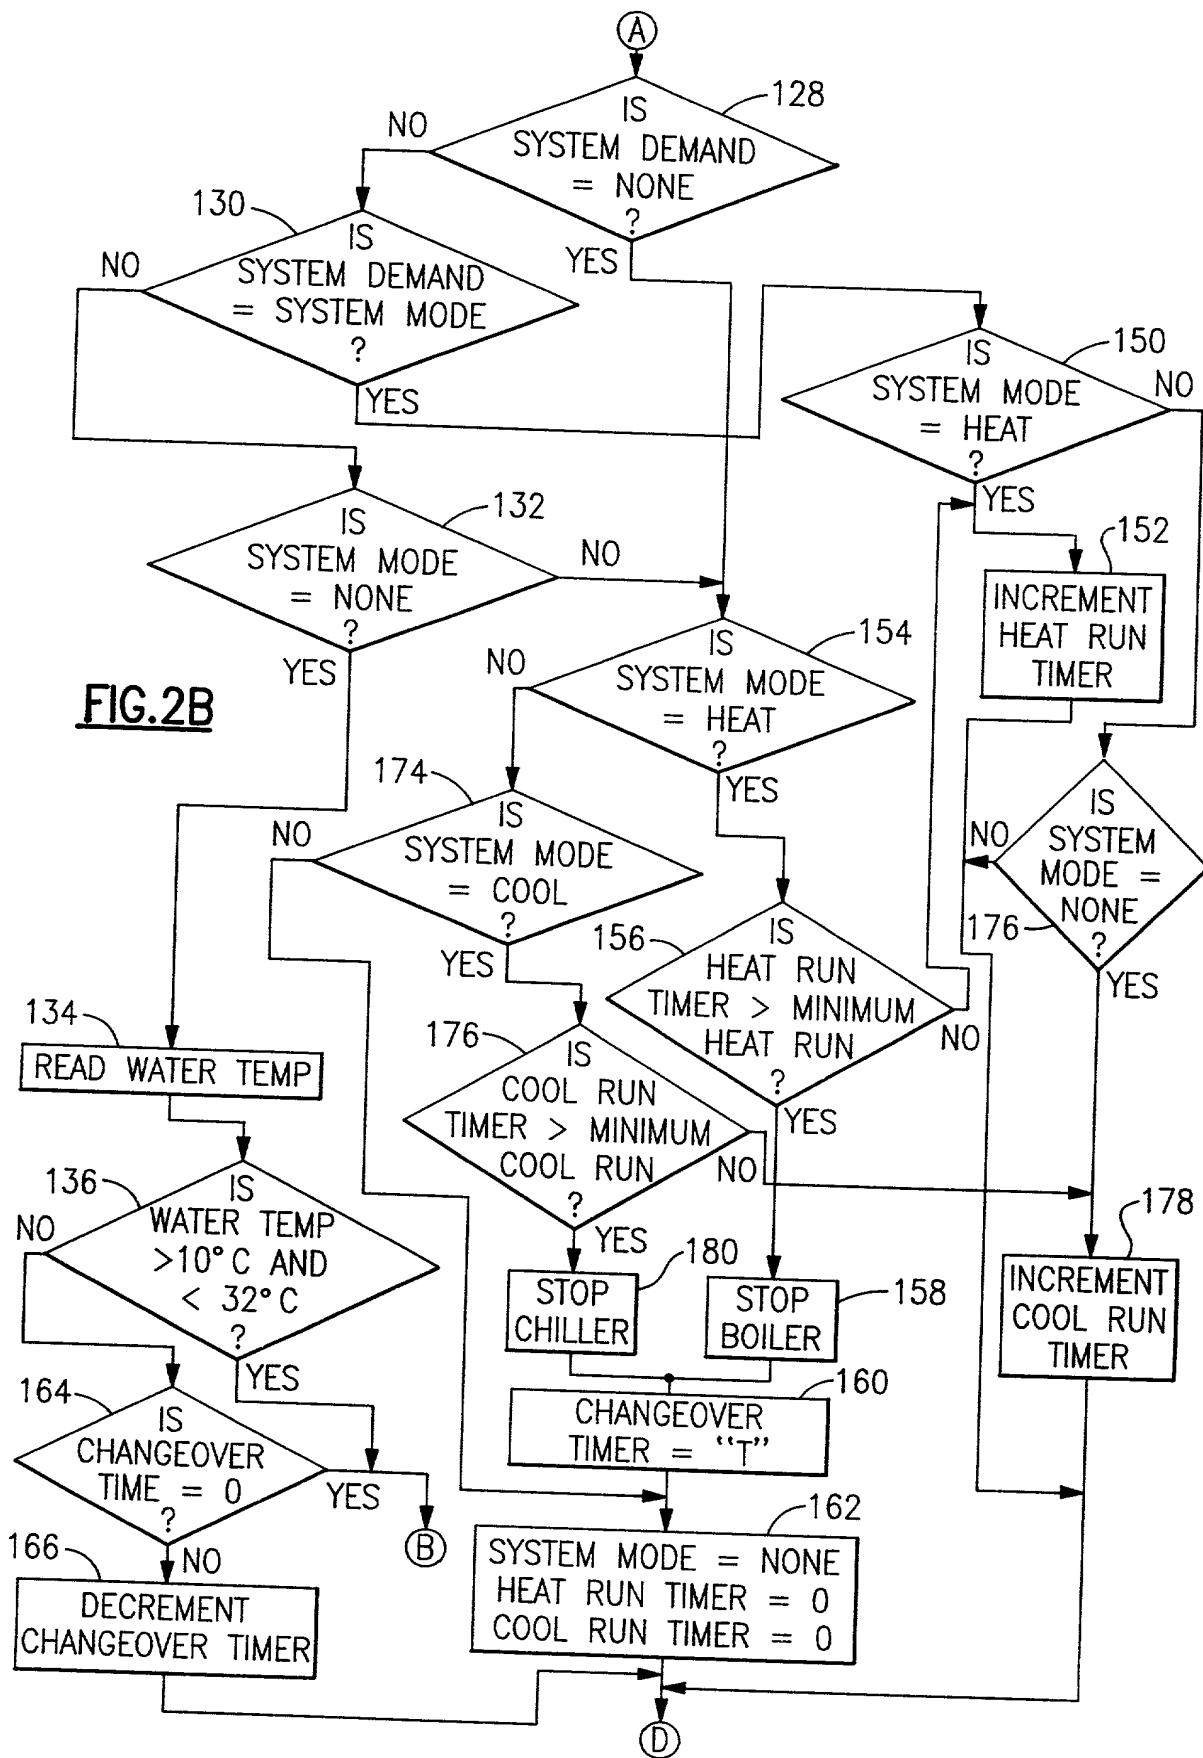 A
128
IS
SYSTEM DEMAND
= NONE
?
NO
YES
130
IS
SYSTEM DEMAND
= SYSTEM MODE
?
NO
YES
150
IS
SYSTEM MODE
= HEAT
?
NO
YES
132
IS
SYSTEM MODE
= NONE
?
NO
YES
152
INCREMENT
HEAT RUN
TIMER
154
IS
SYSTEM MODE
= HEAT
?
NO
YES
FIG.2B
174
IS
SYSTEM MODE
= COOL
?
NO
YES
IS
SYSTEM
MODE =
NONE
?
NO
176
YES
156
IS
HEAT RUN
TIMER > MINIMUM
HEAT RUN
?
NO
YES
134
READ WATER TEMP
176
IS
COOL RUN
TIMER > MINIMUM
COOL RUN
?
NO
YES
136
IS
WATER TEMP
>10°C AND
< 32°C
?
NO
YES
180
STOP
CHILLER
STOP
BOILER
158
178
INCREMENT
COOL RUN
TIMER
164
IS
CHANGEOVER
TIME = 0
?
YES
NO
B
160
CHANGEOVER
TIMER = "T"
162
SYSTEM MODE = NONE
HEAT RUN TIMER = 0
COOL RUN TIMER = 0
166
DECREMENT
CHANGEOVER TIMER
D